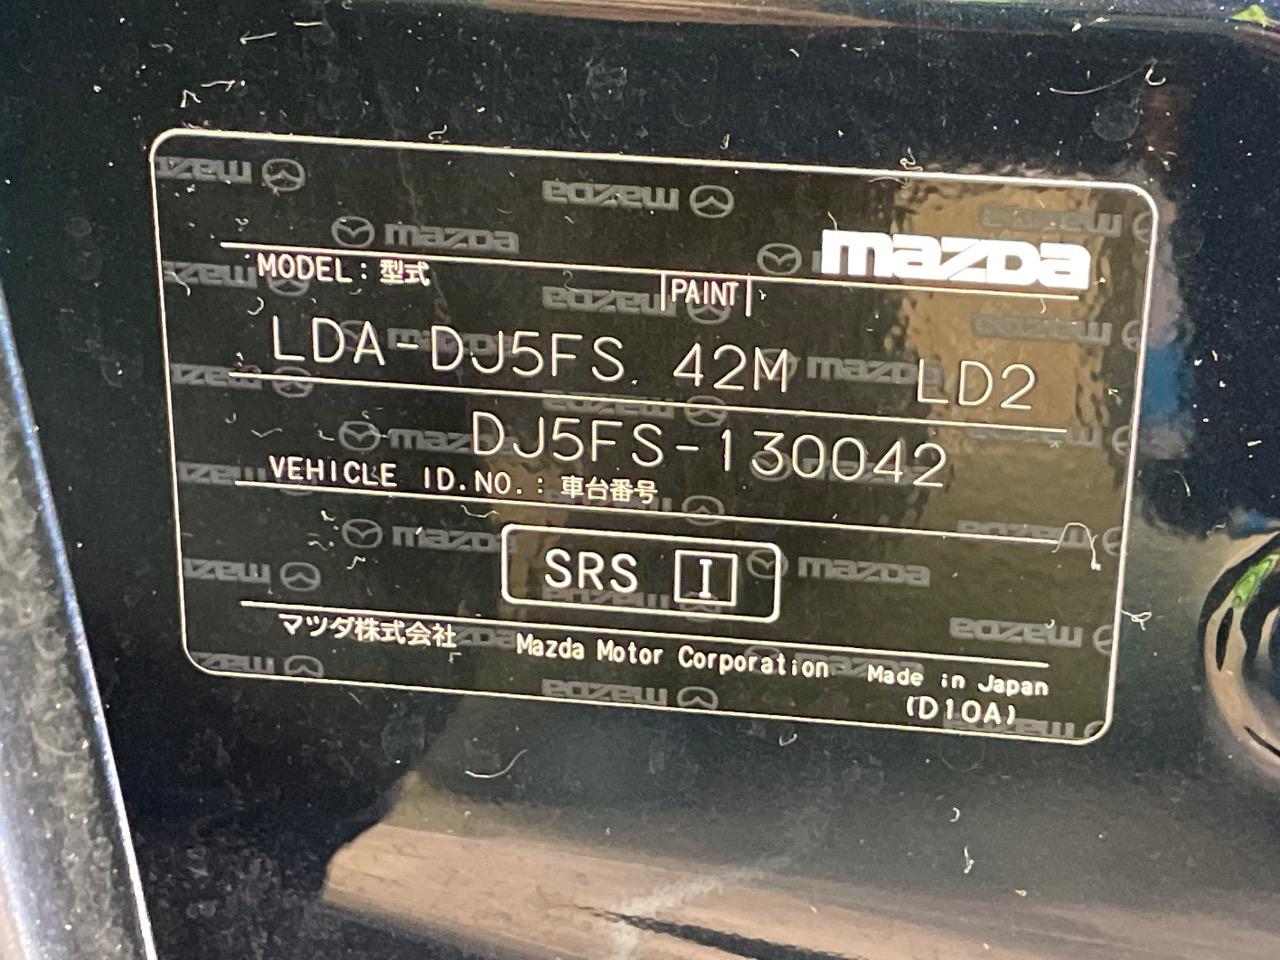 mazda
MODEL : 型式
PAINT
LDA-DJ5FS 42M LD2
DJ5FS-130042
VEHICLE ID.NO. : 車台番号
SRS I
マツダ株式会社 Mazda Motor Corporation Made in Japan
(D10A)